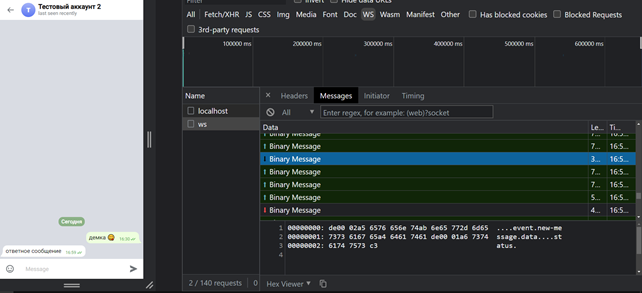 Тестовый аккаунт 2
last seen recently
Сегодня
демка 16:50
ответное сообщение 16:54
Message
Filter Invert Hide data URLs
All Fetch/XHR JS CSS Img Media Font Doc WS Wasm Manifest Other Has blocked cookies Blocked Requests
3rd-party requests
100000 ms 200000 ms 300000 ms 400000 ms 500000 ms 600000 ms
Name
localhost
ws
× Headers Messages Initiator Timing
All Enter regex, for example: (web)?socket
Data Le... Ti...
Binary Message 7... 16:5...
Binary Message 7... 16:5...
Binary Message 3... 16:5...
Binary Message 7... 16:5...
Binary Message 7... 16:5...
Binary Message 5... 16:5...
Binary Message 4... 16:5...
1 00000000: de00 02a5 6576 656e 74ab 6e65 772d 6d65 ....event.new-me
2 00000001: 7373 6167 65a4 6461 7461 de00 01a6 7374 ssage.data....st
3 00000002: 6174 7573 c3 atus.
4
2 / 140 requests 0
Hex Viewer